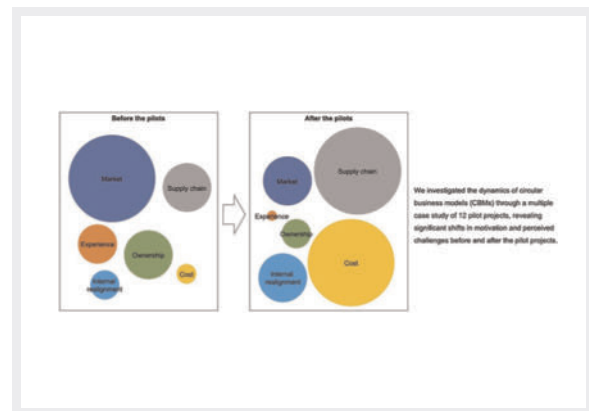 Before the pilots
Market
Supply chain
Experience
Ownership
Internal
realignment
Cost
After the pilots
Market
Supply chain
Experience
Ownership
Internal
realignment
Cost
We investigated the dynamics of circular
business models (CBMs) through a multiple
case study of 12 pilot projects, revealing
significant shifts in motivation and perceived
challenges before and after the pilot projects.